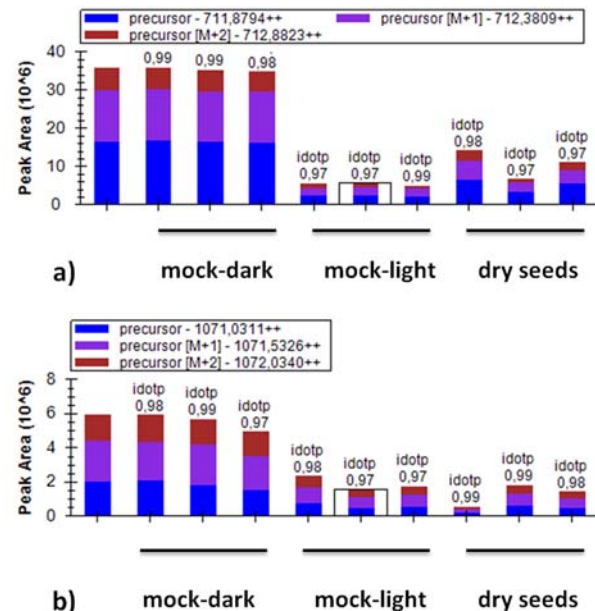 precursor - 711,8794++ precursor [M+1] - 712,3809++
precursor [M+2] - 712,8823++
Peak Area (10^6)
40
30
20
10
0
0,99
0,99
0,98
idotp
0,97
idotp
0,97
idotp
0,99
idotp
0,98
idotp
0,97
idotp
0,97
a) mock-dark mock-light dry seeds
precursor - 1071,0311++
precursor [M+1] - 1071,5326++
precursor [M+2] - 1072,0340++
Peak Area (10^6)
8
6
4
2
0
idotp
0,98
idotp
0,99
idotp
0,97
idotp
0,98
idotp
0,97
idotp
0,97
idotp
0,99
idotp
0,99
idotp
0,98
b) mock-dark mock-light dry seeds